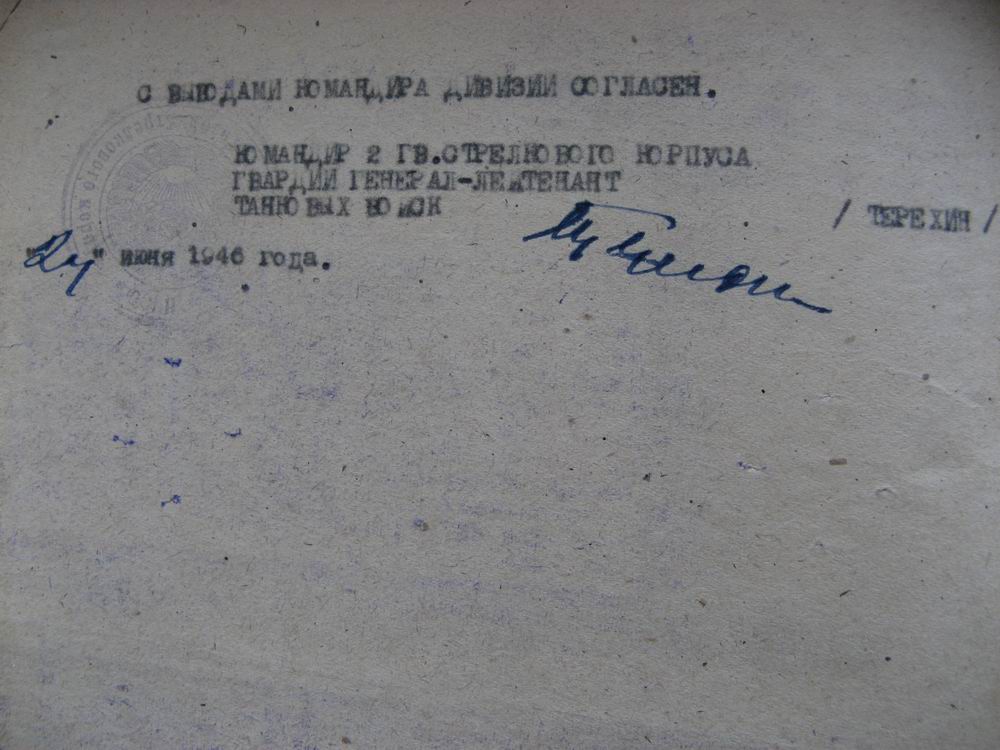 С ВЫВОДАМИ КОМАНДИРА ДИВИЗИИ СОГЛАСЕН.
КОМАНДИР 2 ГВ.СТРЕЛКОВОГО КОРПУСА
ГВАРДИИ ГЕНЕРАЛ-ЛЕЙТЕНАНТ
ТАНКОВЫХ ВОЙСК
/ ТЕРЕХИН /
"24" июня 1946 года.